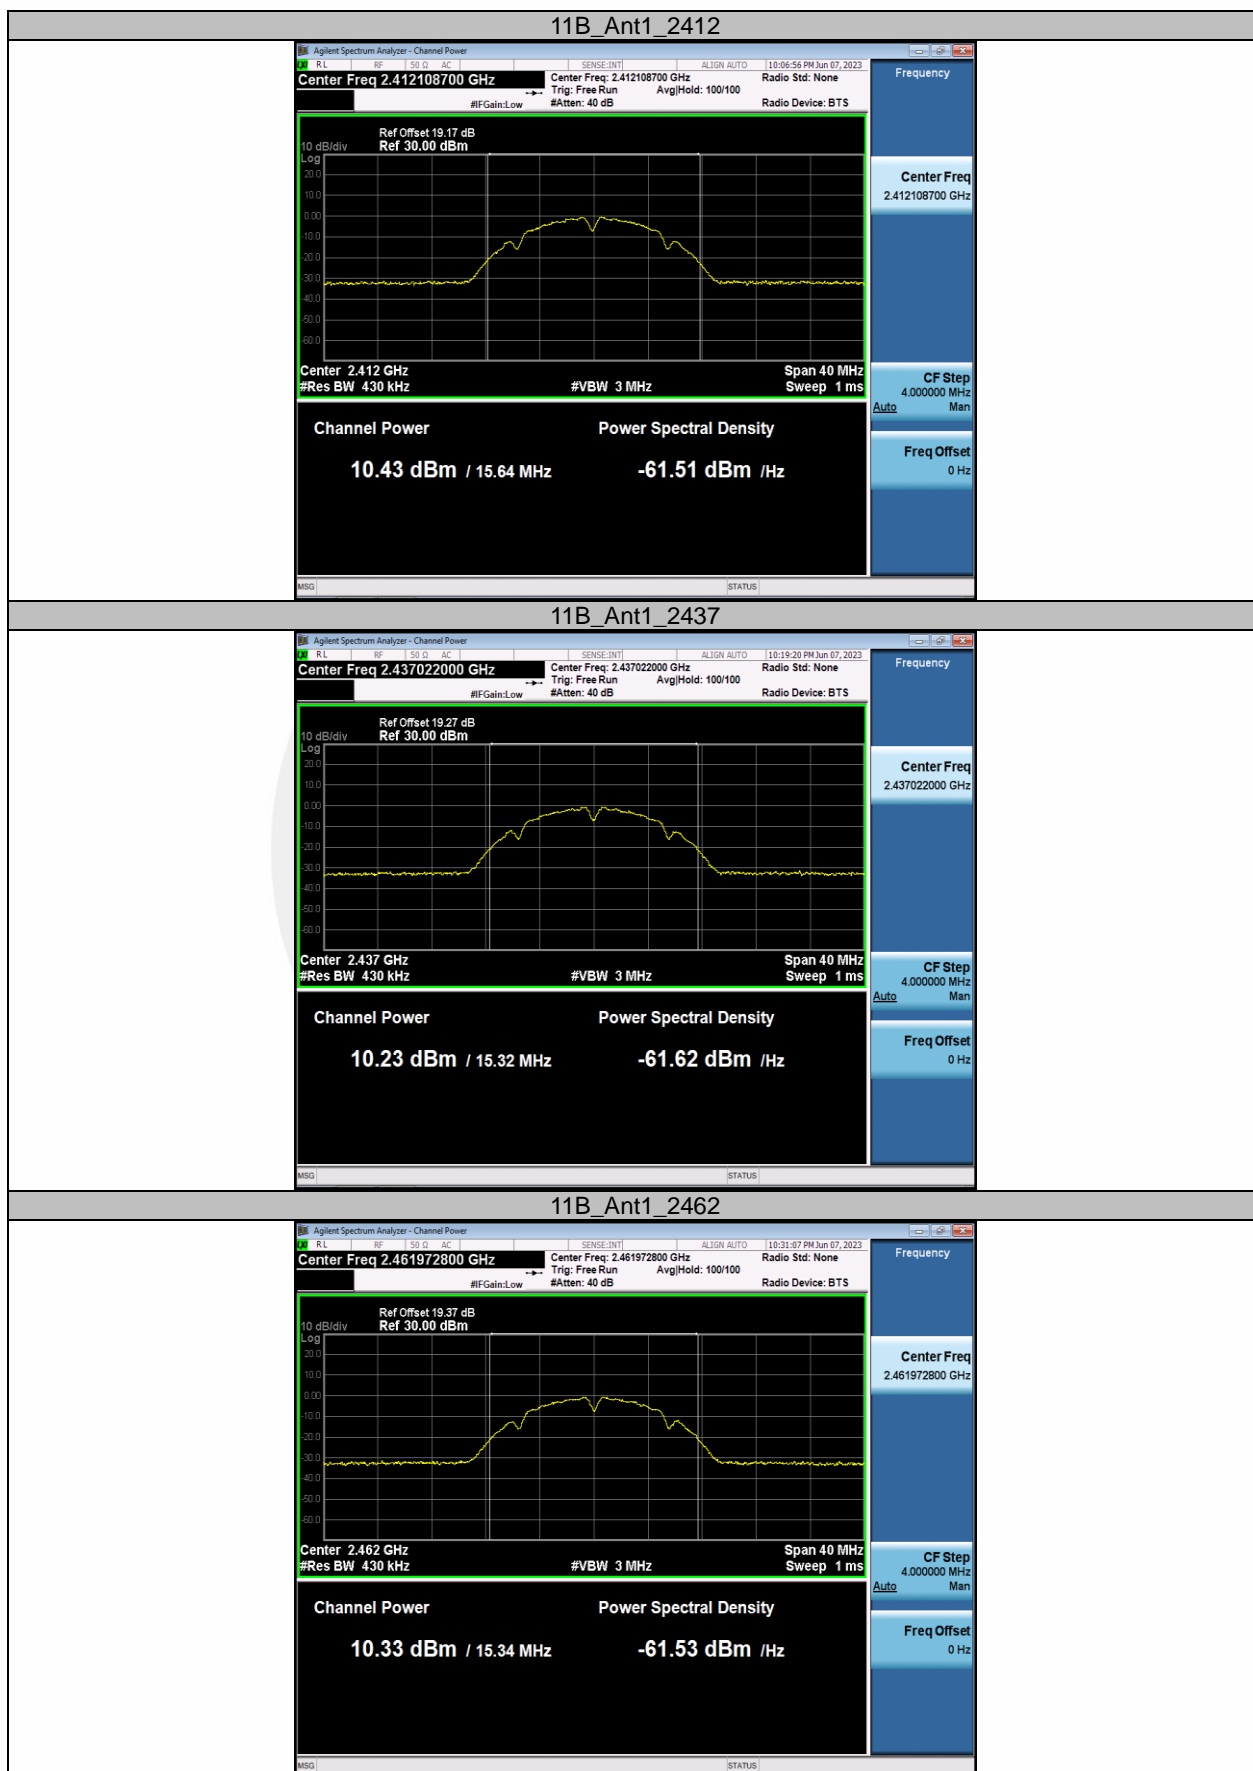 11B_Ant1_2412
Agilent Spectrum Analyzer - Channel Power
RL RF 50 Ω AC SENSE:INT ALIGN AUTO 10:06:56 PM Jun 07, 2023
Center Freq 2.412108700 GHz
Center Freq: 2.412108700 GHz Radio Std: None
Trig: Free Run Avg|Hold: 100/100
#IFGain:Low #Atten: 40 dB Radio Device: BTS
Frequency
Ref Offset 19.17 dB
10 dB/div Ref 30.00 dBm
Log
20.0
10.0
0.00
-10.0
-20.0
-30.0
-40.0
-50.0
-60.0
Center Freq
2.412108700 GHz
Center 2.412 GHz Span 40 MHz
#Res BW 430 kHz #VBW 3 MHz Sweep 1 ms
CF Step
4.000000 MHz
Auto Man
Freq Offset
0 Hz
Channel Power Power Spectral Density
10.43 dBm / 15.64 MHz -61.51 dBm /Hz
MSG STATUS
11B_Ant1_2437
Agilent Spectrum Analyzer - Channel Power
RL RF 50 Ω AC SENSE:INT ALIGN AUTO 10:19:20 PM Jun 07, 2023
Center Freq 2.437022000 GHz
Center Freq: 2.437022000 GHz Radio Std: None
Trig: Free Run Avg|Hold: 100/100
#IFGain:Low #Atten: 40 dB Radio Device: BTS
Frequency
Ref Offset 19.27 dB
10 dB/div Ref 30.00 dBm
Log
20.0
10.0
0.00
-10.0
-20.0
-30.0
-40.0
-50.0
-60.0
Center Freq
2.437022000 GHz
Center 2.437 GHz Span 40 MHz
#Res BW 430 kHz #VBW 3 MHz Sweep 1 ms
CF Step
4.000000 MHz
Auto Man
Freq Offset
0 Hz
Channel Power Power Spectral Density
10.23 dBm / 15.32 MHz -61.62 dBm /Hz
MSG STATUS
11B_Ant1_2462
Agilent Spectrum Analyzer - Channel Power
RL RF 50 Ω AC SENSE:INT ALIGN AUTO 10:31:07 PM Jun 07, 2023
Center Freq 2.461972800 GHz
Center Freq: 2.461972800 GHz Radio Std: None
Trig: Free Run Avg|Hold: 100/100
#IFGain:Low #Atten: 40 dB Radio Device: BTS
Frequency
Ref Offset 19.37 dB
10 dB/div Ref 30.00 dBm
Log
20.0
10.0
0.00
-10.0
-20.0
-30.0
-40.0
-50.0
-60.0
Center Freq
2.461972800 GHz
Center 2.462 GHz Span 40 MHz
#Res BW 430 kHz #VBW 3 MHz Sweep 1 ms
CF Step
4.000000 MHz
Auto Man
Freq Offset
0 Hz
Channel Power Power Spectral Density
10.33 dBm / 15.34 MHz -61.53 dBm /Hz
MSG STATUS